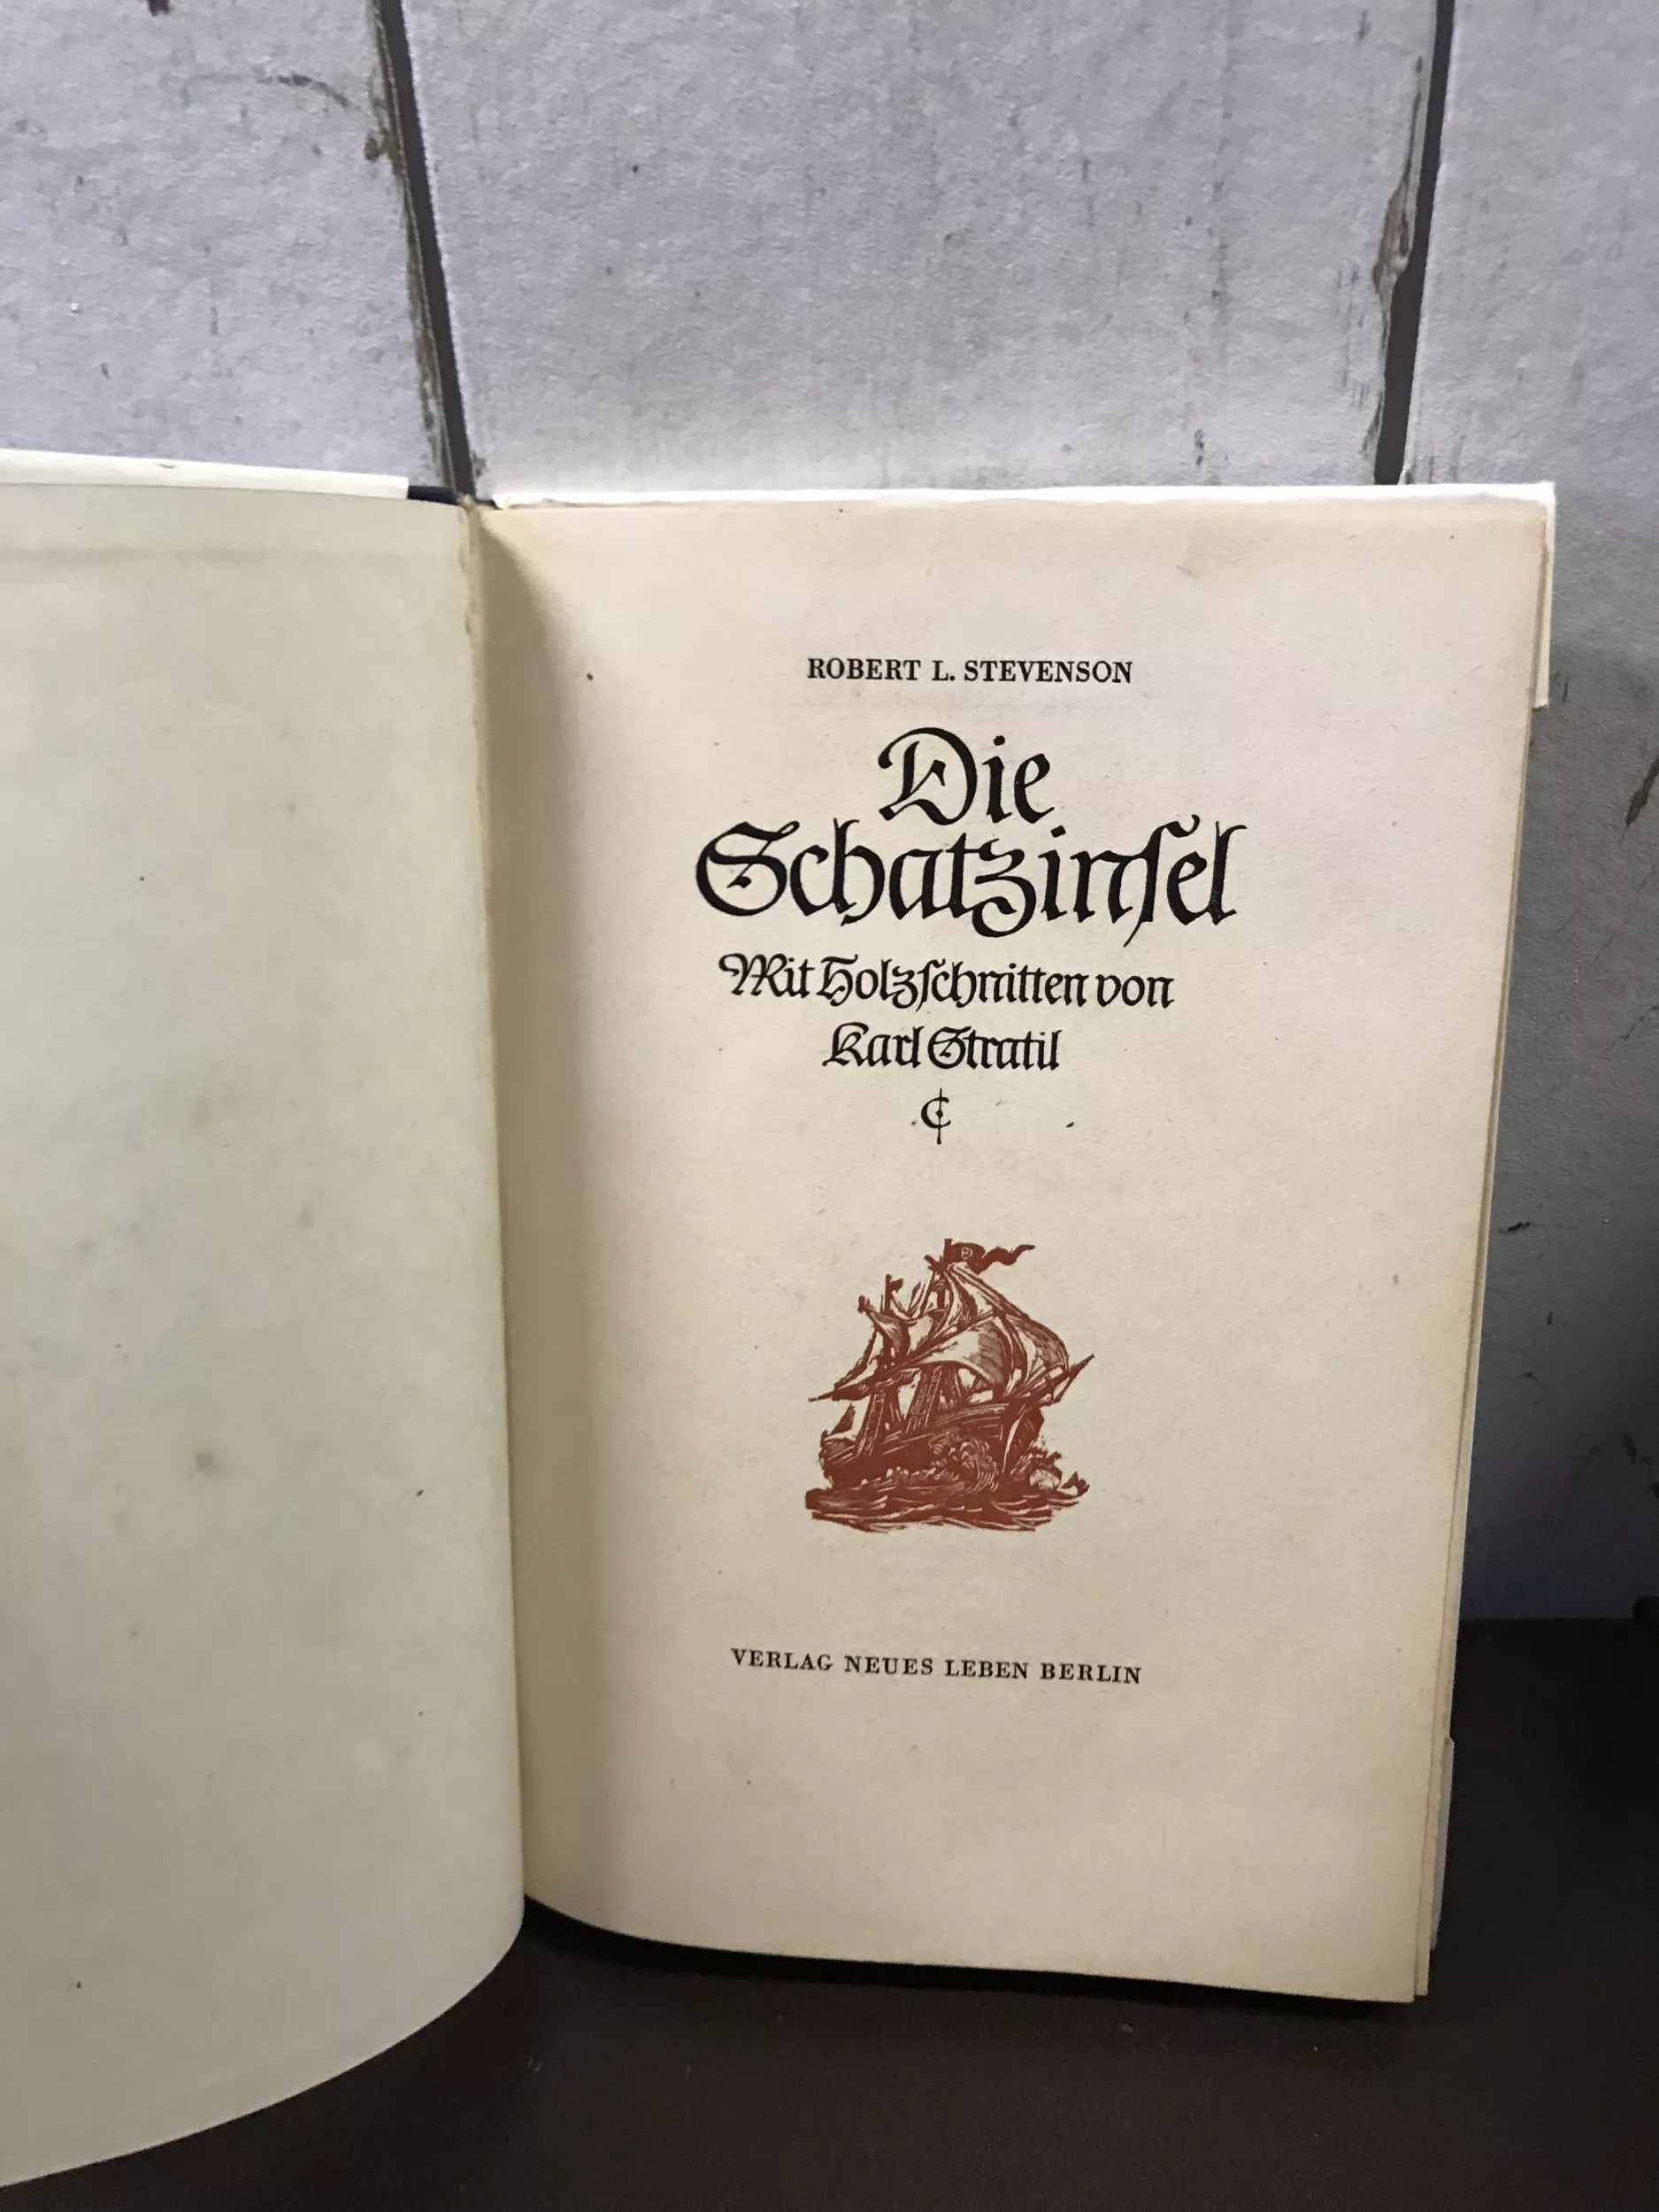 ROBERT L. STEVENSON
Die
Schatzinſel
Mit Holzſchnitten von
Karl Stratil
VERLAG NEUES LEBEN BERLIN